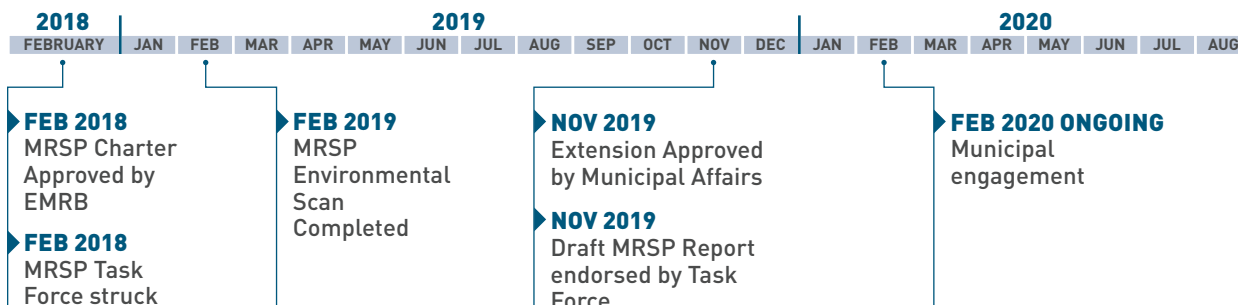 2018 2019 2020
FEBRUARY JAN FEB MAR APR MAY JUN JUL AUG SEP OCT NOV DEC JAN FEB MAR APR MAY JUN JUL AUG
FEB 2018
MRSP Charter
Approved by
EMRB
FEB 2018
MRSP Task
Force struck
FEB 2019
MRSP
Environmental
Scan
Completed
NOV 2019
Extension Approved
by Municipal Affairs
NOV 2019
Draft MRSP Report
endorsed by Task
Force
FEB 2020 ONGOING
Municipal
engagement